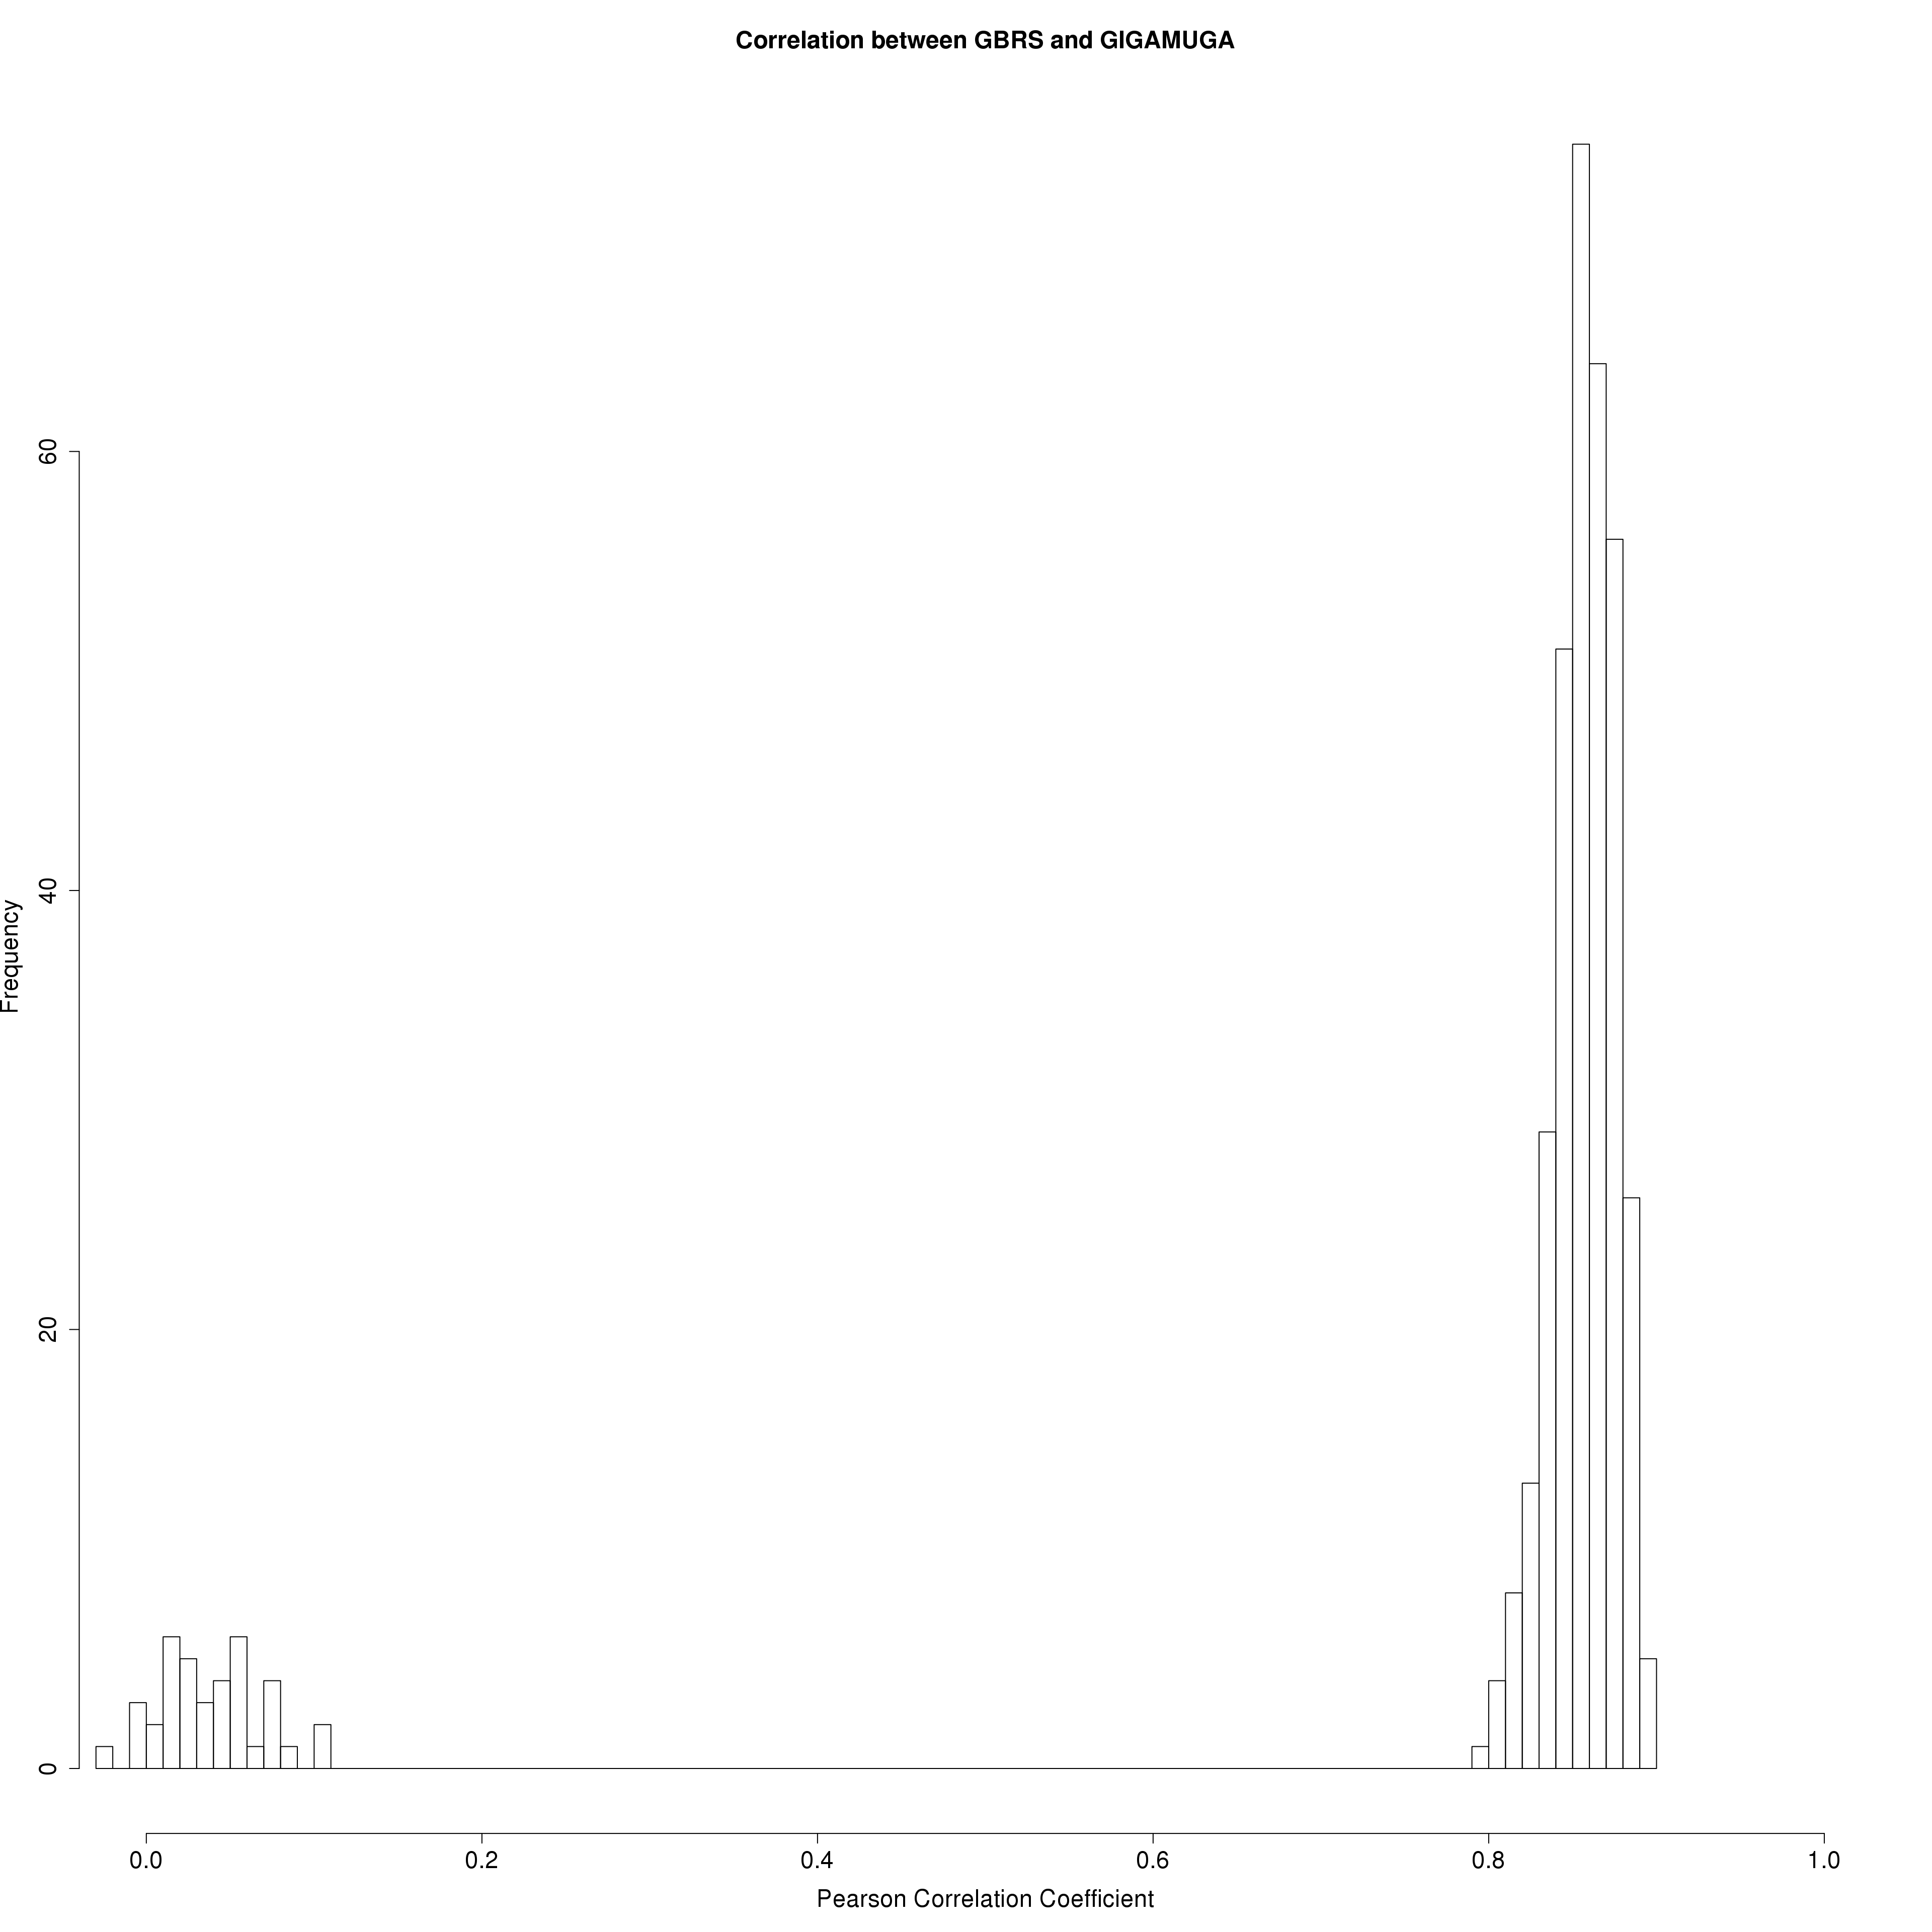 Correlation between GBRS and GIGAMUGA
Frequency
60
40
20
0
0.0 0.2 0.4 0.6 0.8 1.0
Pearson Correlation Coefficient